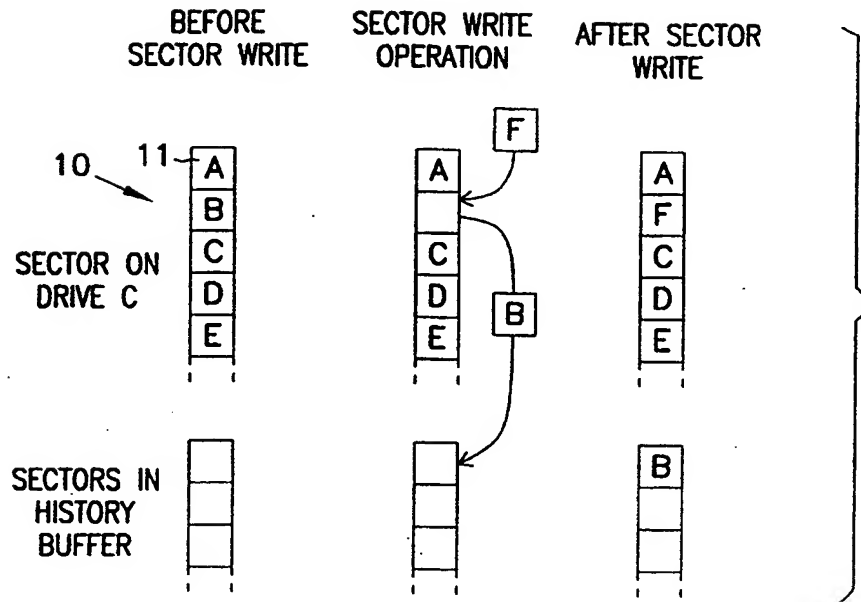 BEFORE
SECTOR WRITE
SECTOR WRITE
OPERATION
AFTER SECTOR
WRITE
F
10
11
A
B
C
D
E
A
C
D
E
B
A
F
C
D
E
SECTOR ON
DRIVE C
SECTORS IN
HISTORY
BUFFER
B